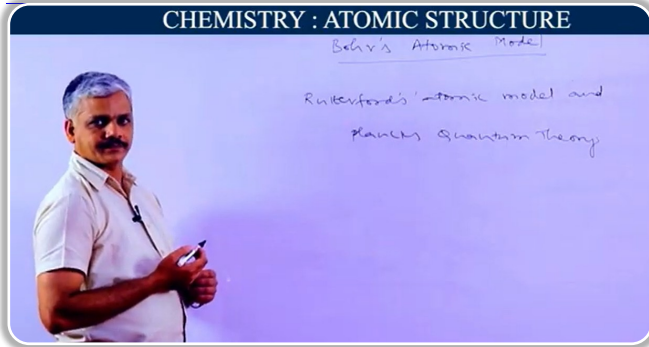 CHEMISTRY : ATOMIC STRUCTURE
Bohr's Atomic Model
Rutherford's atomic model and
Planck's Quantum Theory